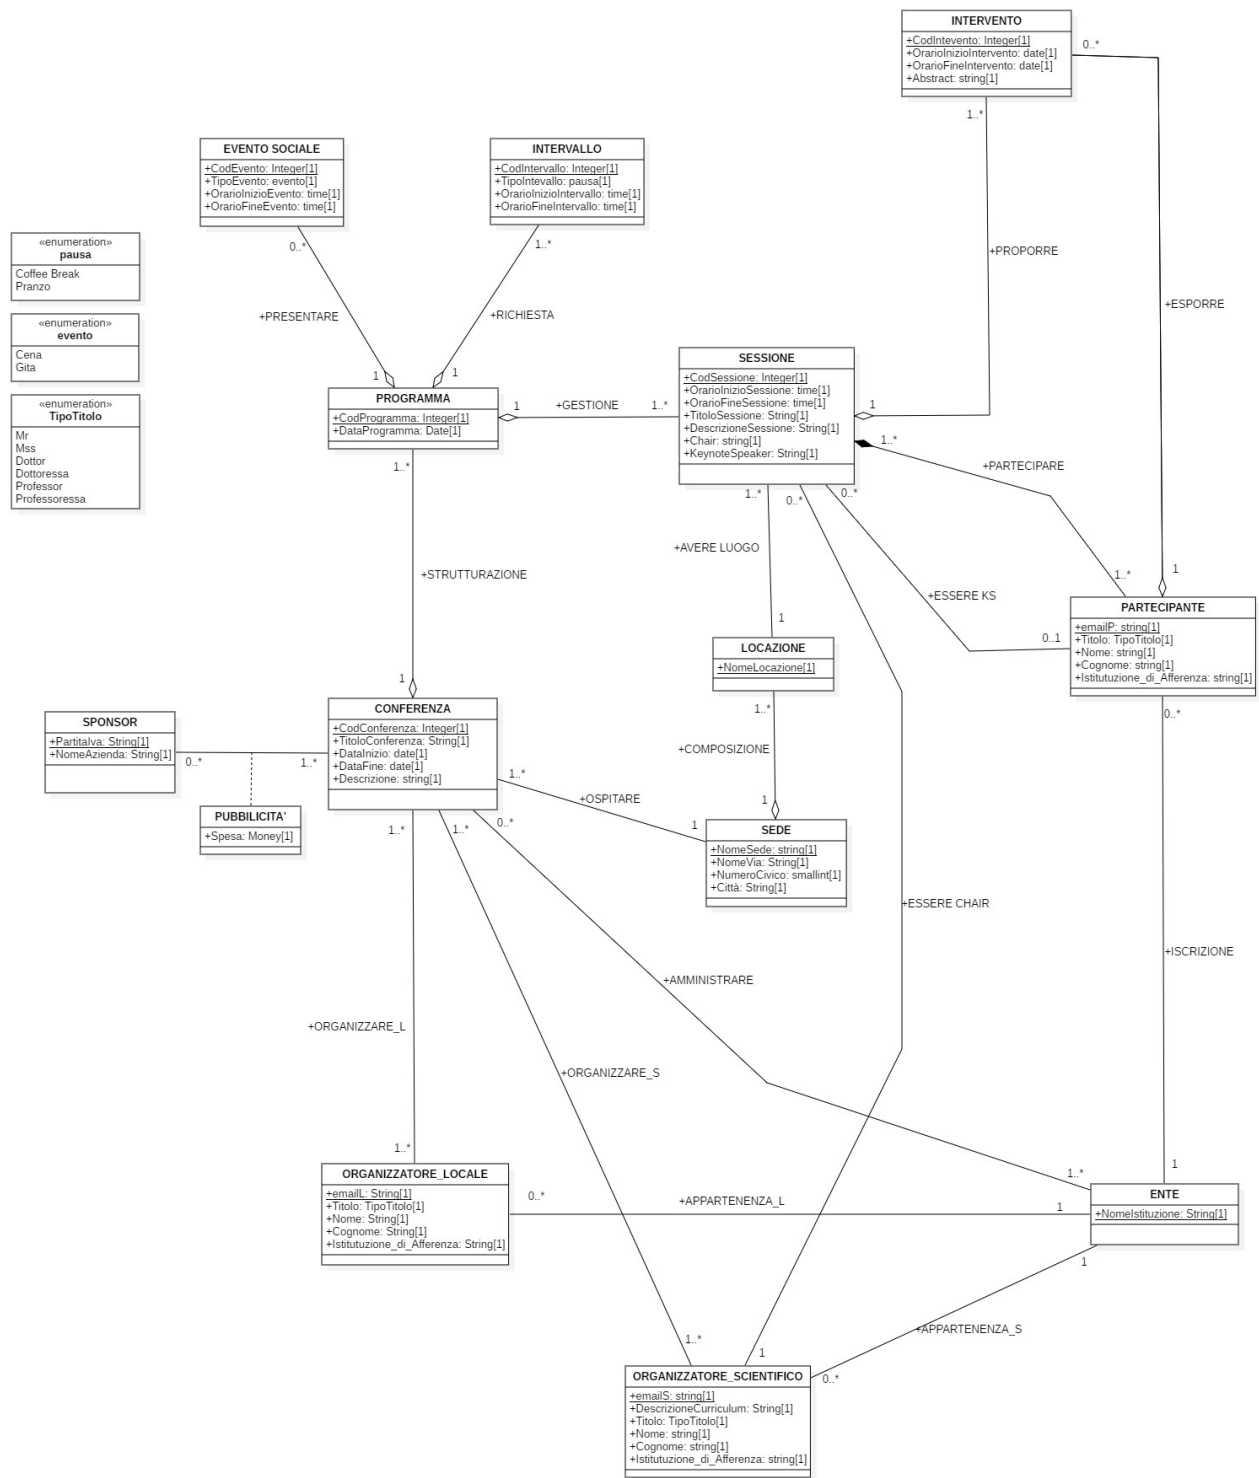 INTERVENTO
+CodIntevento: Integer[1]
+OrarioInizioIntervento: date[1]
+OrarioFineIntervento: date[1]
+Abstract: string[1]
0..*
1..*
EVENTO SOCIALE
+CodEvento: Integer[1]
+TipoEvento: evento[1]
+OrarioInizioEvento: time[1]
+OrarioFineEvento: time[1]
0..*
INTERVALLO
+CodIntervallo: Integer[1]
+TipoIntevallo: pausa[1]
+OrarioInizioIntervallo: time[1]
+OrarioFineIntervallo: time[1]
1..*
«enumeration»
pausa
Coffee Break
Pranzo
«enumeration»
evento
Cena
Gita
«enumeration»
TipoTitolo
Mr
Mss
Dottor
Dottoressa
Professor
Professoressa
+PRESENTARE
+RICHIESTA
+PROPORRE
+ESPORRE
1
1
PROGRAMMA
+CodProgramma: Integer[1]
+DataProgramma: Date[1]
1
+GESTIONE
1..*
1..*
SESSIONE
+CodSessione: Integer[1]
+OrarioInizioSessione: time[1]
+OrarioFineSessione: time[1]
+TitoloSessione: String[1]
+DescrizioneSessione: String[1]
+Chair: string[1]
+KeynoteSpeaker: String[1]
1
1..*
+PARTECIPARE
1..*
0..*
0..*
+AVERE LUOGO
+STRUTTURAZIONE
+ESSERE KS
1..*
1
PARTECIPANTE
+emailP: string[1]
+Titolo: TipoTitolo[1]
+Nome: string[1]
+Cognome: string[1]
+Istitutuzione_di_Afferenza: string[1]
0..1
0..*
1
LOCAZIONE
+NomeLocazione[1]
1..*
+COMPOSIZIONE
1
1
CONFERENZA
+CodConferenza: Integer[1]
+TitoloConferenza: String[1]
+DataInizio: date[1]
+DataFine: date[1]
+Descrizione: string[1]
SPONSOR
+PartitaIva: String[1]
+NomeAzienda: String[1]
0..*
1..*
PUBBILICITA'
+Spesa: Money[1]
1..*
+OSPITARE
1
SEDE
+NomeSede: string[1]
+NomeVia: String[1]
+NumeroCivico: smallint[1]
+Città: String[1]
1..*
1..*
0..*
+ESSERE CHAIR
+ISCRIZIONE
+AMMINISTRARE
+ORGANIZZARE_L
+ORGANIZZARE_S
1..*
ORGANIZZATORE_LOCALE
+emailL: String[1]
+Titolo: TipoTitolo[1]
+Nome: String[1]
+Cognome: String[1]
+Istitutuzione_di_Afferenza: String[1]
0..*
+APPARTENENZA_L
1
1..*
1
ENTE
+NomeIstituzione: String[1]
1
+APPARTENENZA_S
0..*
1..*
1
ORGANIZZATORE_SCIENTIFICO
+emailS: string[1]
+DescrizioneCurriculum: String[1]
+Titolo: TipoTitolo[1]
+Nome: string[1]
+Cognome: string[1]
+Istitutuzione_di_Afferenza: string[1]